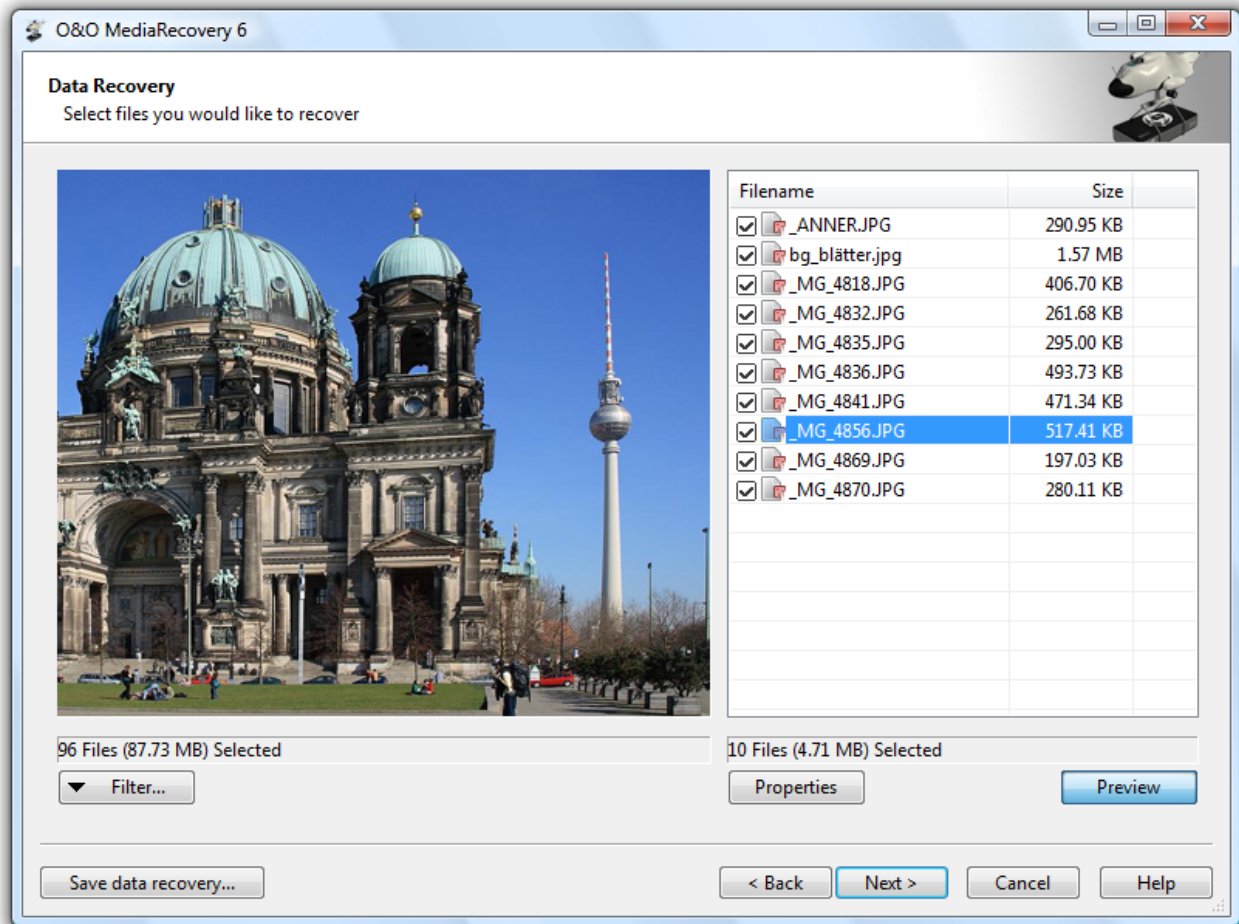 O&O MediaRecovery 6
Data Recovery
Select files you would like to recover
Filename Size
_ANNER.JPG 290.95 KB
bg_blätter.jpg 1.57 MB
_MG_4818.JPG 406.70 KB
_MG_4832.JPG 261.68 KB
_MG_4835.JPG 295.00 KB
_MG_4836.JPG 493.73 KB
_MG_4841.JPG 471.34 KB
_MG_4856.JPG 517.41 KB
_MG_4869.JPG 197.03 KB
_MG_4870.JPG 280.11 KB
96 Files (87.73 MB) Selected
10 Files (4.71 MB) Selected
Filter...
Properties
Preview
Save data recovery...
< Back
Next >
Cancel
Help